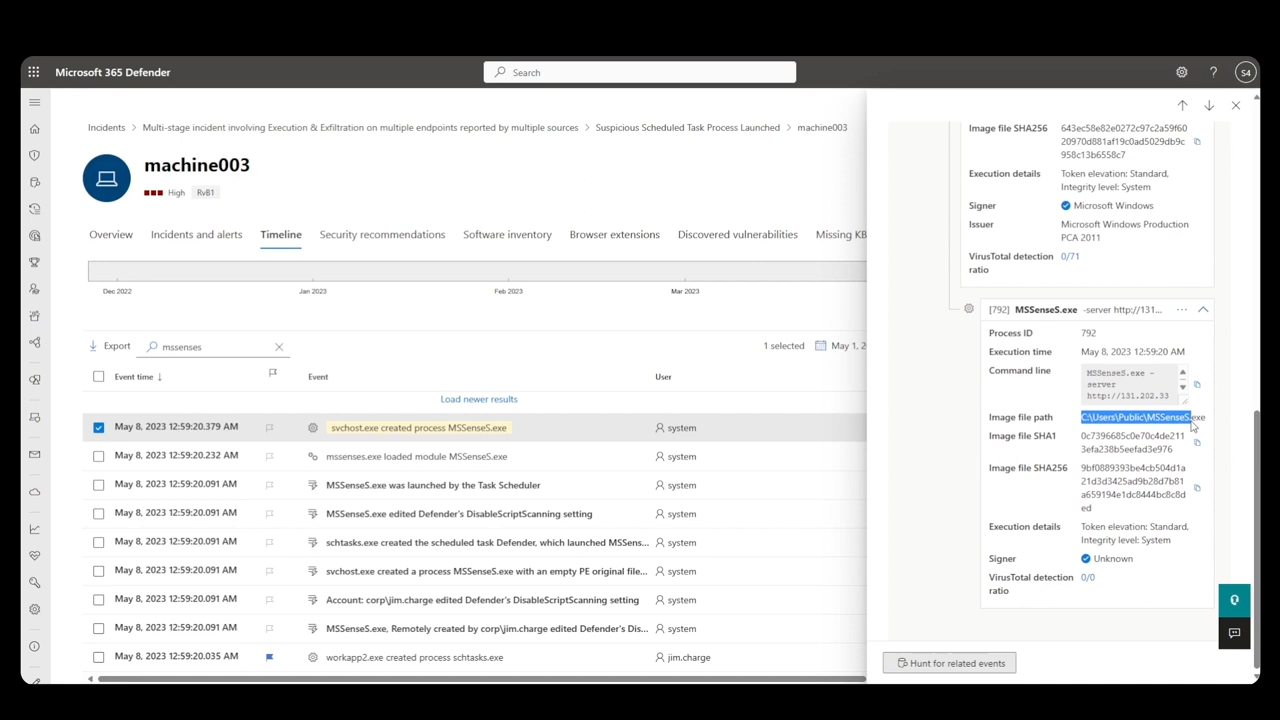 Microsoft 365 Defender
Search
S4
Incidents > Multi-stage incident involving Execution & Exfiltration on multiple endpoints reported by multiple sources > Suspicious Scheduled Task Process Launched > machine003
machine003
High RvB1
Overview Incidents and alerts Timeline Security recommendations Software inventory Browser extensions Discovered vulnerabilities Missing KB
Dec 2022 Jan 2023 Feb 2023 Mar 2023
Export mssenses 1 selected May 1, 2
Event time ↓ Event User
Load newer results
May 8, 2023 12:59:20.379 AM svchost.exe created process MSSenseS.exe system
May 8, 2023 12:59:20.232 AM mssenses.exe loaded module MSSenseS.exe system
May 8, 2023 12:59:20.091 AM MSSenseS.exe was launched by the Task Scheduler system
May 8, 2023 12:59:20.091 AM MSSenseS.exe edited Defender's DisableScriptScanning setting system
May 8, 2023 12:59:20.091 AM schtasks.exe created the scheduled task Defender, which launched MSSens... system
May 8, 2023 12:59:20.091 AM svchost.exe created a process MSSenseS.exe with an empty PE original file... system
May 8, 2023 12:59:20.091 AM Account: corp\jim.charge edited Defender's DisableScriptScanning setting system
May 8, 2023 12:59:20.091 AM MSSenseS.exe, Remotely created by corp\jim.charge edited Defender's Dis... system
May 8, 2023 12:59:20.035 AM workapp2.exe created process schtasks.exe jim.charge
Image file SHA256 643ec58e82e0272c97c2a59f60
20970d881af19c0ad5029db9c
958c13b6558c7
Execution details Token elevation: Standard,
Integrity level: System
Signer Microsoft Windows
Issuer Microsoft Windows Production
PCA 2011
VirusTotal detection 0/71
ratio
[792] MSSenseS.exe -server http://131... ...
Process ID 792
Execution time May 8, 2023 12:59:20 AM
Command line MSSenseS.exe -
server
http://131.202.33
Image file path C:\Users\Public\MSSenseS.exe
Image file SHA1 0c7396685c0e70c4de211
3efa238b5eefad3e976
Image file SHA256 9bf0889393be4cb504d1a
21d3d3425ad9b28d7b81
a659194e1dc8444bc8c8d
ed
Execution details Token elevation: Standard,
Integrity level: System
Signer Unknown
VirusTotal detection 0/0
ratio
Hunt for related events